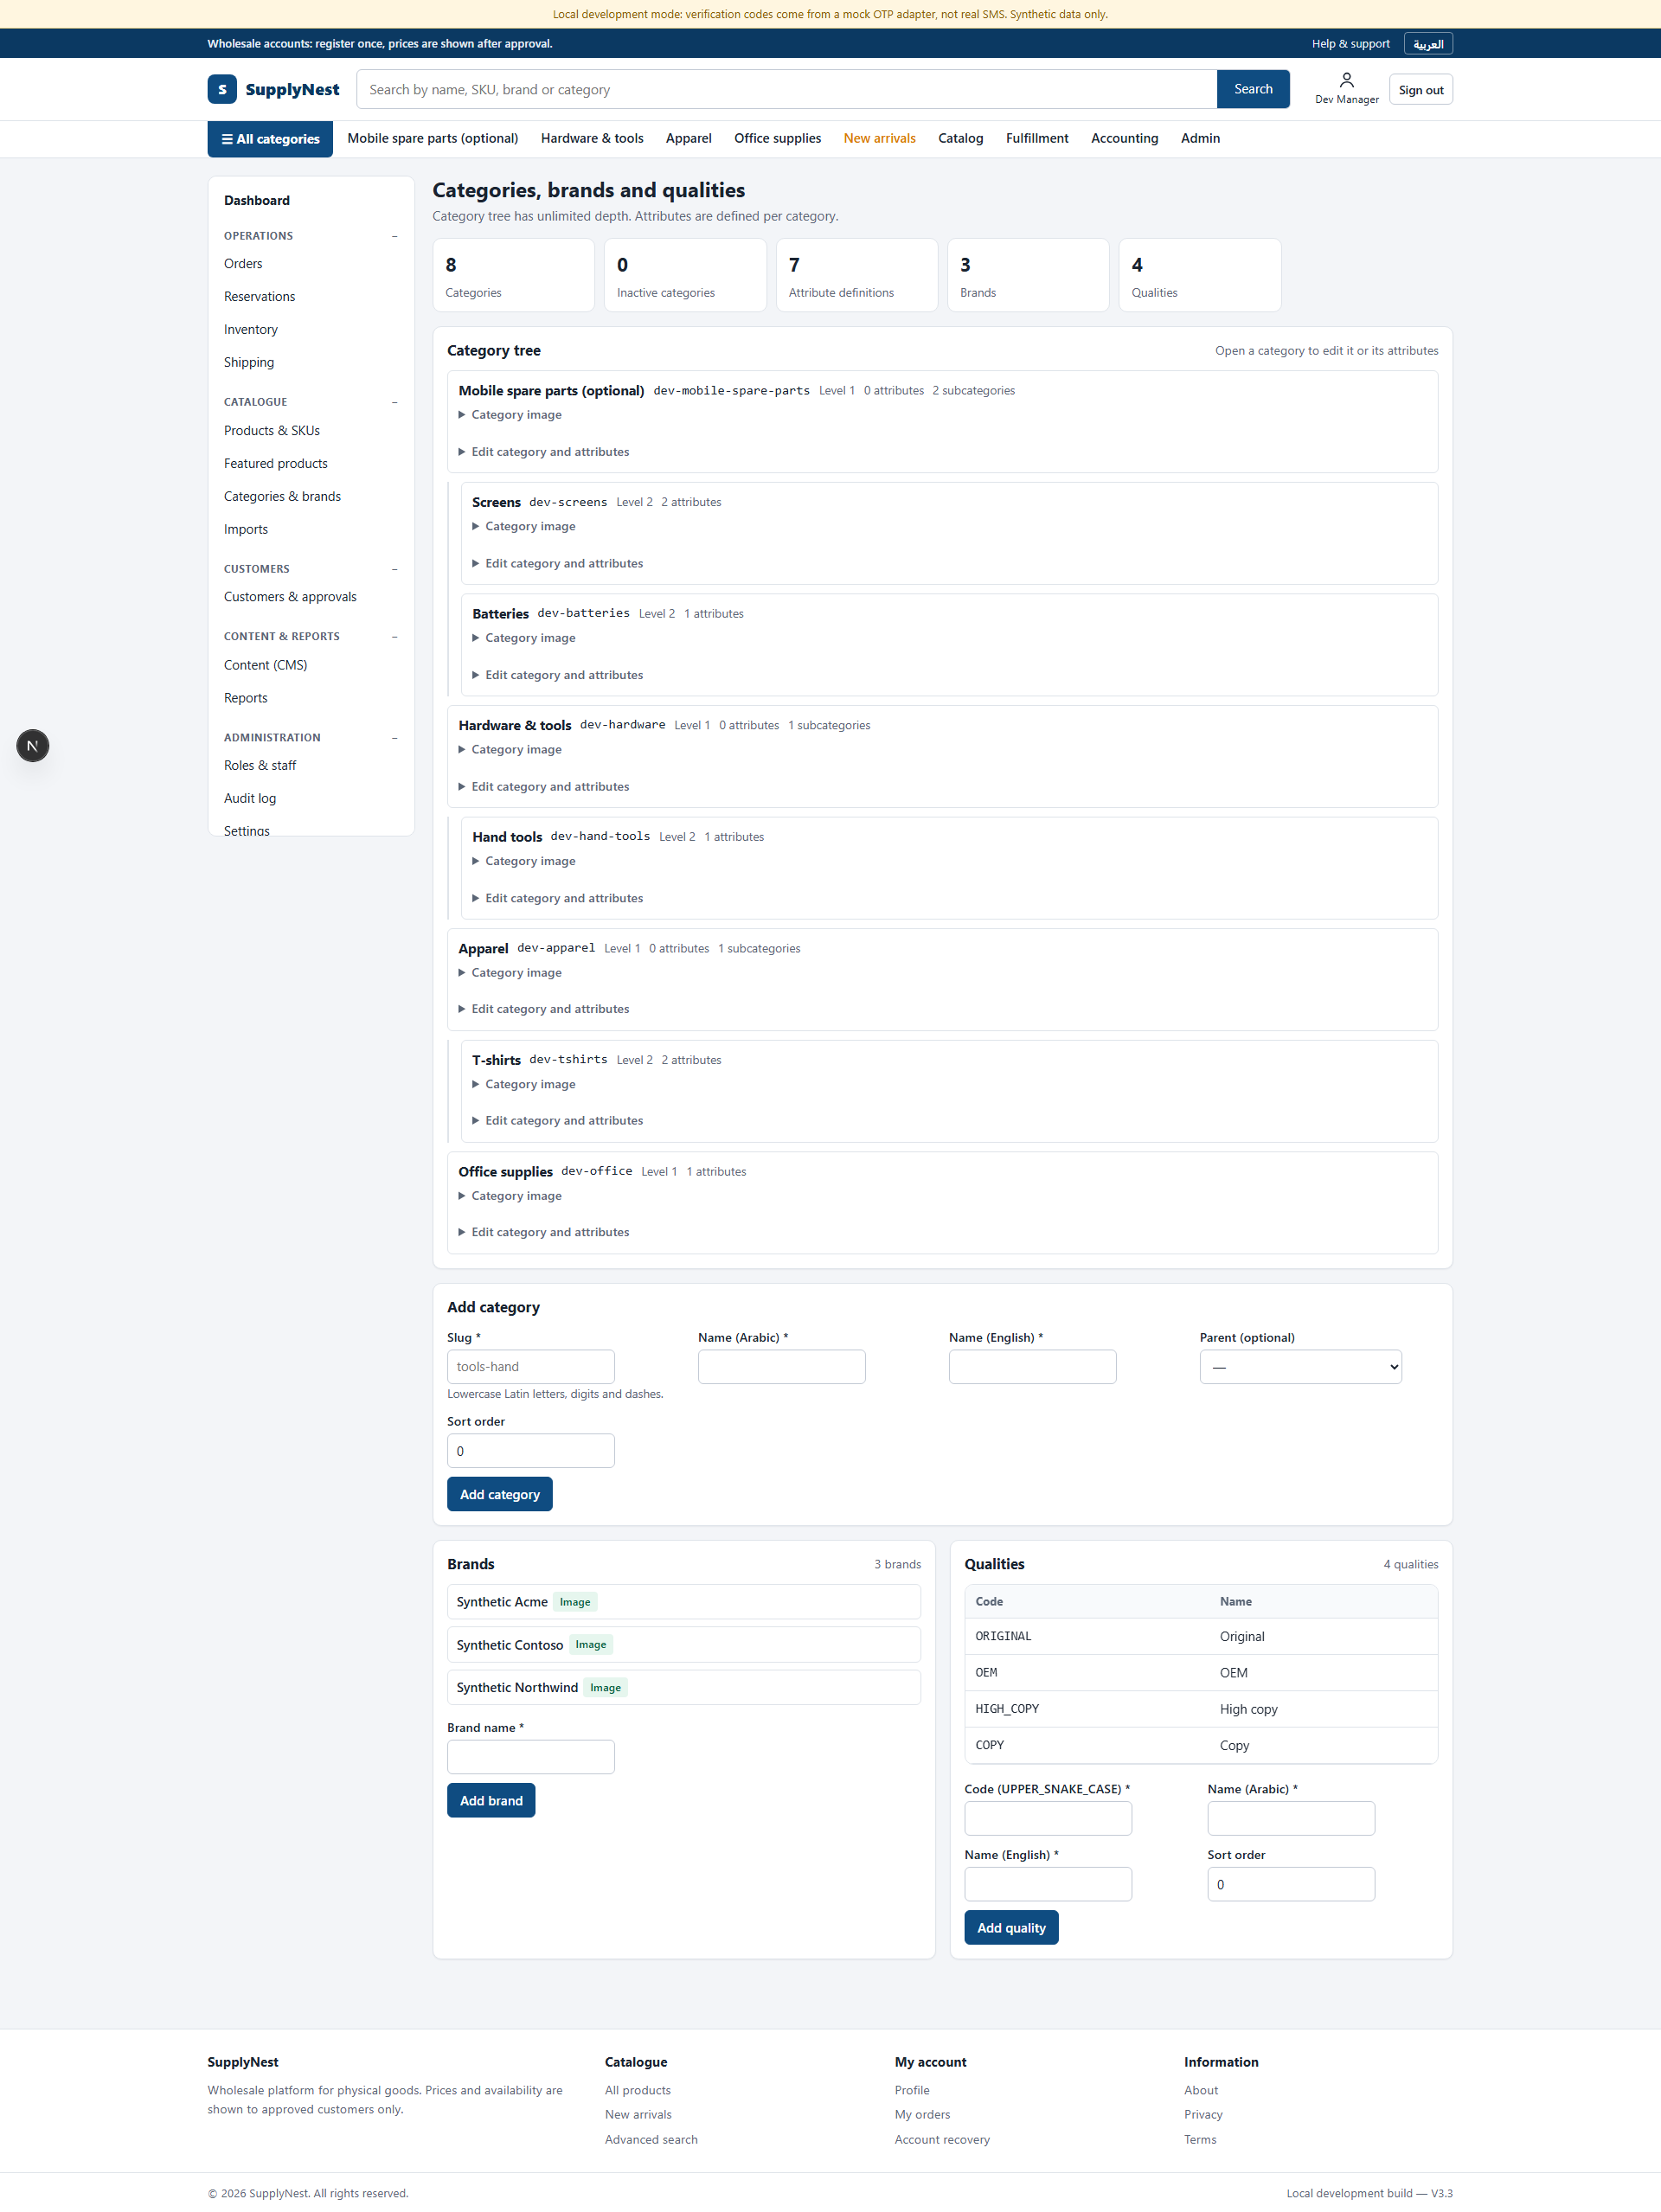 Local development mode: verification codes come from a mock OTP adapter, not real SMS. Synthetic data only.
Wholesale accounts: register once, prices are shown after approval.
Help & support
العربية
S SupplyNest
Search by name, SKU, brand or category
Search
Dev Manager
Sign out
☰ All categories
Mobile spare parts (optional)
Hardware & tools
Apparel
Office supplies
New arrivals
Catalog
Fulfillment
Accounting
Admin
Dashboard
OPERATIONS –
Orders
Reservations
Inventory
Shipping
CATALOGUE –
Products & SKUs
Featured products
Categories & brands
Imports
CUSTOMERS –
Customers & approvals
CONTENT & REPORTS –
Content (CMS)
Reports
ADMINISTRATION –
Roles & staff
Audit log
Settings
N
Categories, brands and qualities
Category tree has unlimited depth. Attributes are defined per category.
8
Categories
0
Inactive categories
7
Attribute definitions
3
Brands
4
Qualities
Category tree
Open a category to edit it or its attributes
Mobile spare parts (optional) dev-mobile-spare-parts Level 1 0 attributes 2 subcategories
▶ Category image
▶ Edit category and attributes
Screens dev-screens Level 2 2 attributes
▶ Category image
▶ Edit category and attributes
Batteries dev-batteries Level 2 1 attributes
▶ Category image
▶ Edit category and attributes
Hardware & tools dev-hardware Level 1 0 attributes 1 subcategories
▶ Category image
▶ Edit category and attributes
Hand tools dev-hand-tools Level 2 1 attributes
▶ Category image
▶ Edit category and attributes
Apparel dev-apparel Level 1 0 attributes 1 subcategories
▶ Category image
▶ Edit category and attributes
T-shirts dev-tshirts Level 2 2 attributes
▶ Category image
▶ Edit category and attributes
Office supplies dev-office Level 1 1 attributes
▶ Category image
▶ Edit category and attributes
Add category
Slug *
Name (Arabic) *
Name (English) *
Parent (optional)
tools-hand
—
Lowercase Latin letters, digits and dashes.
Sort order
0
Add category
Brands
3 brands
Synthetic Acme Image
Synthetic Contoso Image
Synthetic Northwind Image
Brand name *
Add brand
Qualities
4 qualities
Code Name
ORIGINAL Original
OEM OEM
HIGH_COPY High copy
COPY Copy
Code (UPPER_SNAKE_CASE) *
Name (Arabic) *
Name (English) *
Sort order
0
Add quality
SupplyNest
Wholesale platform for physical goods. Prices and availability are
shown to approved customers only.
Catalogue
All products
New arrivals
Advanced search
My account
Profile
My orders
Account recovery
Information
About
Privacy
Terms
© 2026 SupplyNest. All rights reserved.
Local development build — V3.3